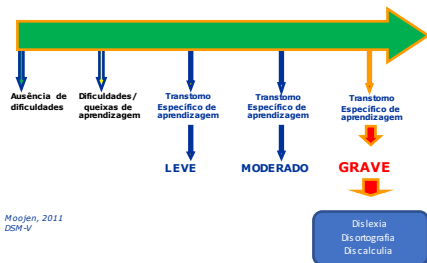 Ausência de
dificuldades
Dificuldades/
queixas de
aprendizagem
Transtorno
Específico de
aprendizagem
LEVE
Transtorno
Específico de
aprendizagem
MODERADO
Transtorno
Específico de
aprendizagem
GRAVE
Moojen, 2011
DSM-V
Dislexia
Disortografia
Discalculia